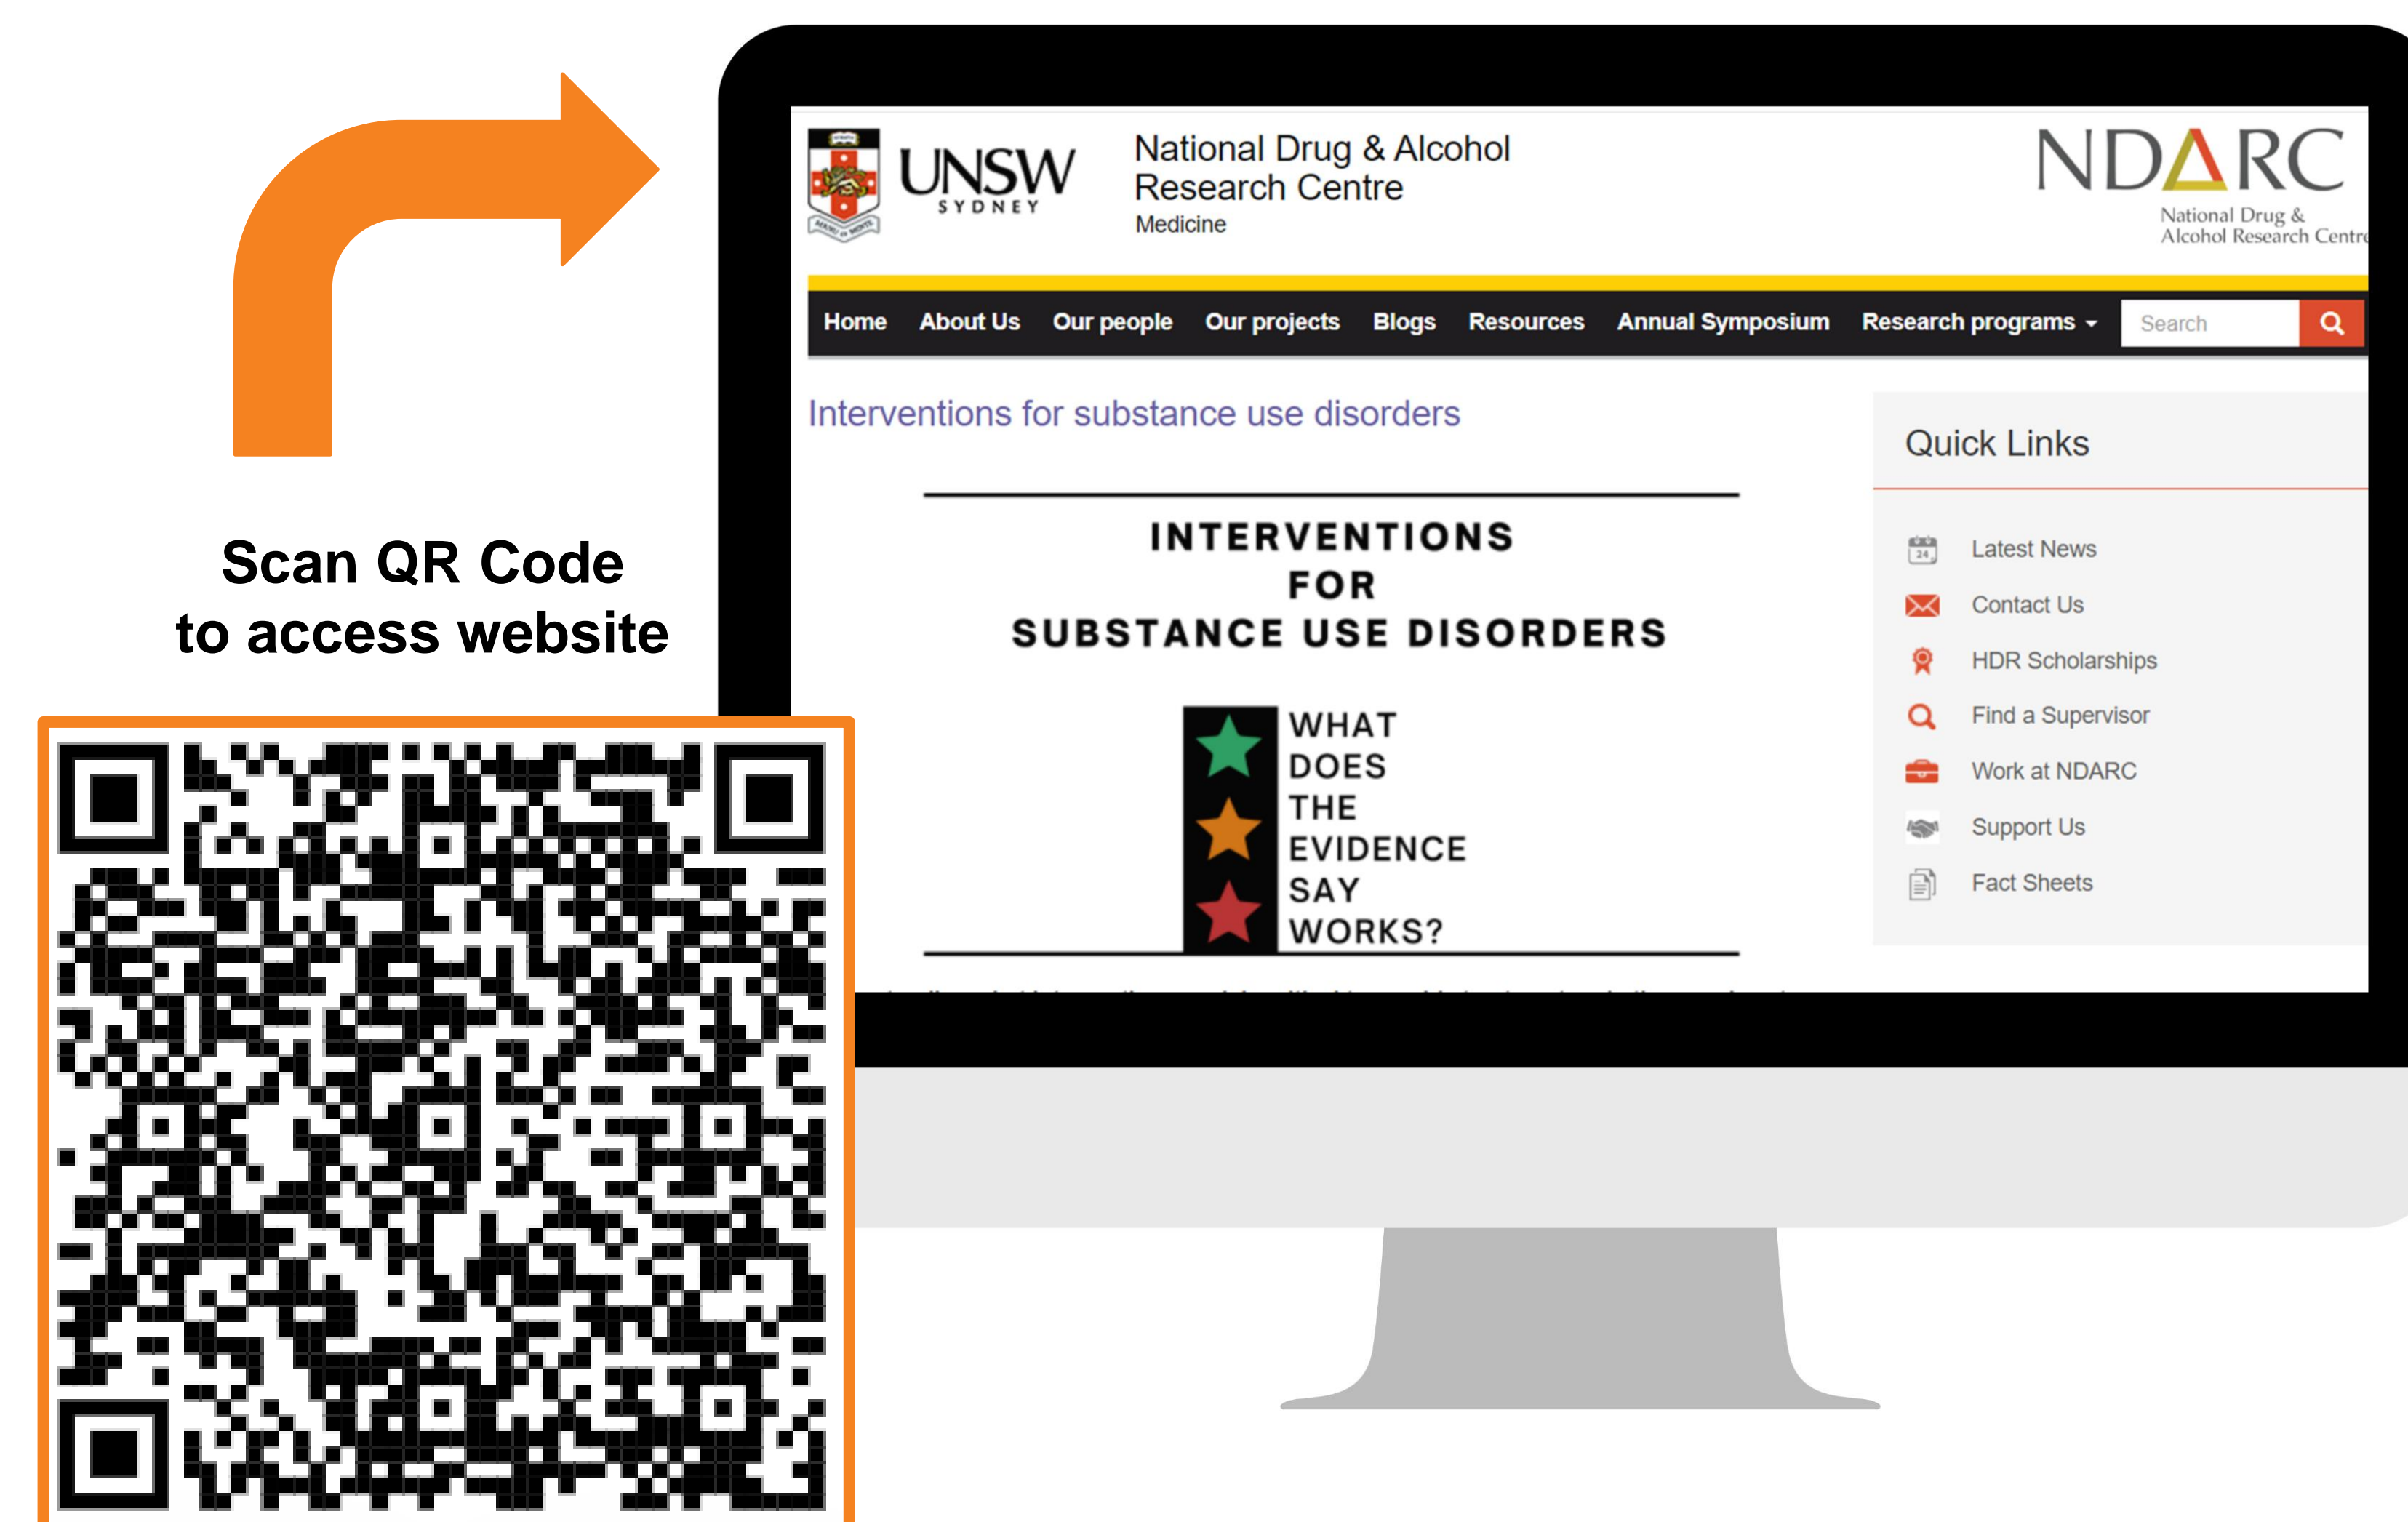 Scan QR Code
to access website
UNSW
SYDNEY
National Drug & Alcohol
Research Centre
Medicine
NDARC
National Drug &
Alcohol Research Centre
Home About Us Our people Our projects Blogs Resources Annual Symposium Research programs Search
Interventions for substance use disorders
INTERVENTIONS
FOR
SUBSTANCE USE DISORDERS
WHAT
DOES
THE
EVIDENCE
SAY
WORKS?
Quick Links
24
Latest News
Contact Us
HDR Scholarships
Find a Supervisor
Work at NDARC
Support Us
Fact Sheets